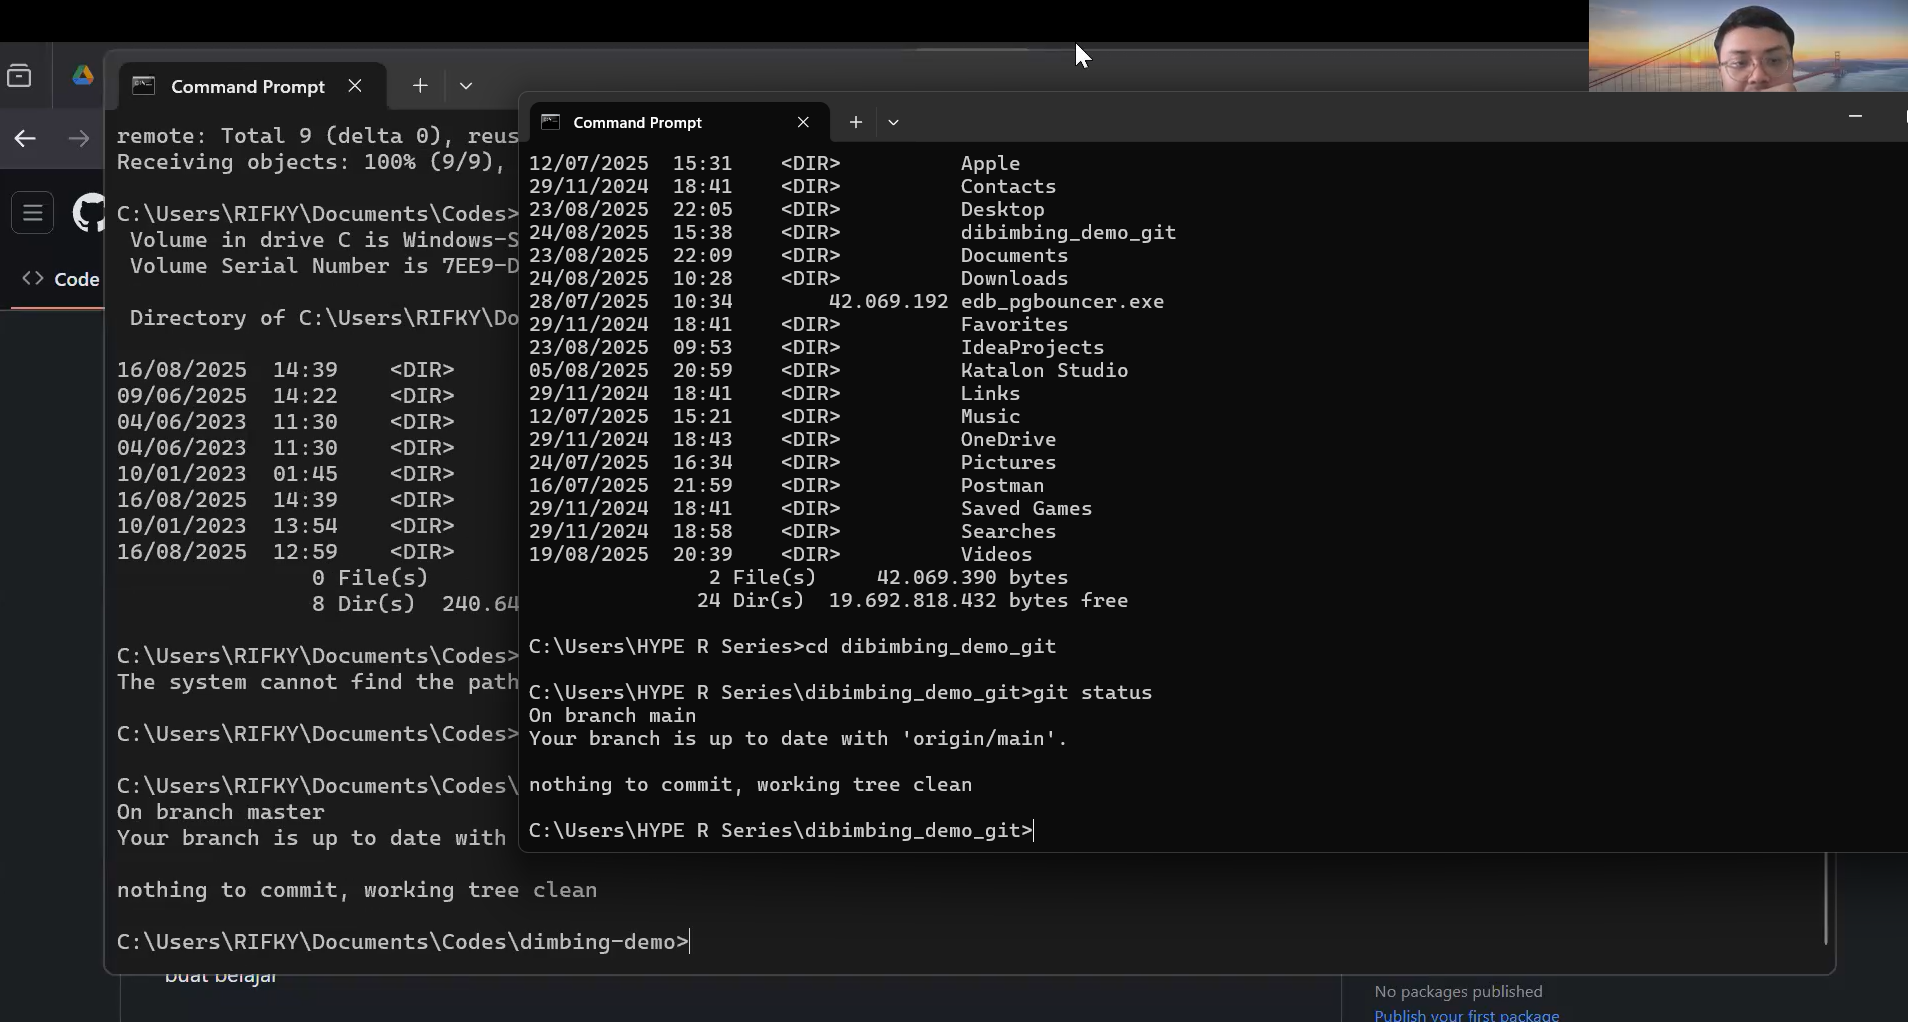 Command Prompt
remote: Total 9 (delta 0), reus
Receiving objects: 100% (9/9),
C:\Users\RIFKY\Documents\Codes>
Volume in drive C is Windows-S
Volume Serial Number is 7EE9-D
Code
Directory of C:\Users\RIFKY\Do
16/08/2025 14:39 <DIR>
09/06/2025 14:22 <DIR>
04/06/2023 11:30 <DIR>
04/06/2023 11:30 <DIR>
10/01/2023 01:45 <DIR>
16/08/2025 14:39 <DIR>
10/01/2023 13:54 <DIR>
16/08/2025 12:59 <DIR>
0 File(s)
8 Dir(s) 240.64
C:\Users\RIFKY\Documents\Codes>
The system cannot find the path
C:\Users\RIFKY\Documents\Codes>
C:\Users\RIFKY\Documents\Codes\
On branch master
Your branch is up to date with
nothing to commit, working tree clean
C:\Users\RIFKY\Documents\Codes\dimbing-demo>
Command Prompt
12/07/2025 15:31 <DIR> Apple
29/11/2024 18:41 <DIR> Contacts
23/08/2025 22:05 <DIR> Desktop
24/08/2025 15:38 <DIR> dibimbing_demo_git
23/08/2025 22:09 <DIR> Documents
24/08/2025 10:28 <DIR> Downloads
28/07/2025 10:34 42.069.192 edb_pgbouncer.exe
29/11/2024 18:41 <DIR> Favorites
23/08/2025 09:53 <DIR> IdeaProjects
05/08/2025 20:59 <DIR> Katalon Studio
29/11/2024 18:41 <DIR> Links
12/07/2025 15:21 <DIR> Music
29/11/2024 18:43 <DIR> OneDrive
24/07/2025 16:34 <DIR> Pictures
16/07/2025 21:59 <DIR> Postman
29/11/2024 18:41 <DIR> Saved Games
29/11/2024 18:58 <DIR> Searches
19/08/2025 20:39 <DIR> Videos
2 File(s) 42.069.390 bytes
24 Dir(s) 19.692.818.432 bytes free
C:\Users\HYPE R Series>cd dibimbing_demo_git
C:\Users\HYPE R Series\dibimbing_demo_git>git status
On branch main
Your branch is up to date with 'origin/main'.
nothing to commit, working tree clean
C:\Users\HYPE R Series\dibimbing_demo_git>
buat belajar
No packages published
Publish your first package